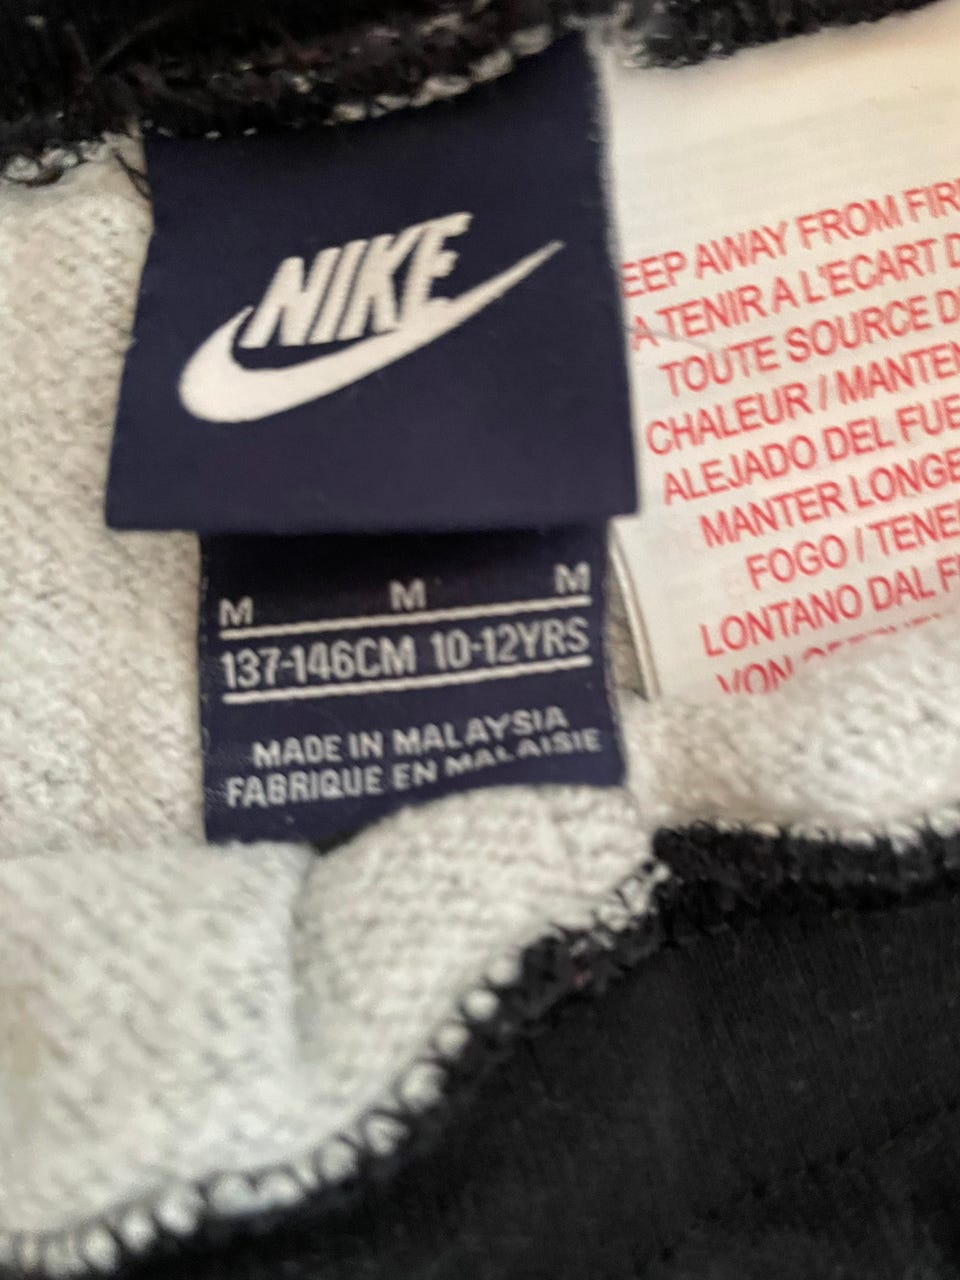 NIKE
M M M
137-146CM 10-12YRS
MADE IN MALAYSIA
FABRIQUE EN MALAISIE
EEP AWAY FROM FIR
A TENIR A L'ECART D
TOUTE SOURCE D
CHALEUR / MANTEN
ALEJADO DEL FUE
MANTER LONGE
FOGO / TENE
LONTANO DAL F
VON